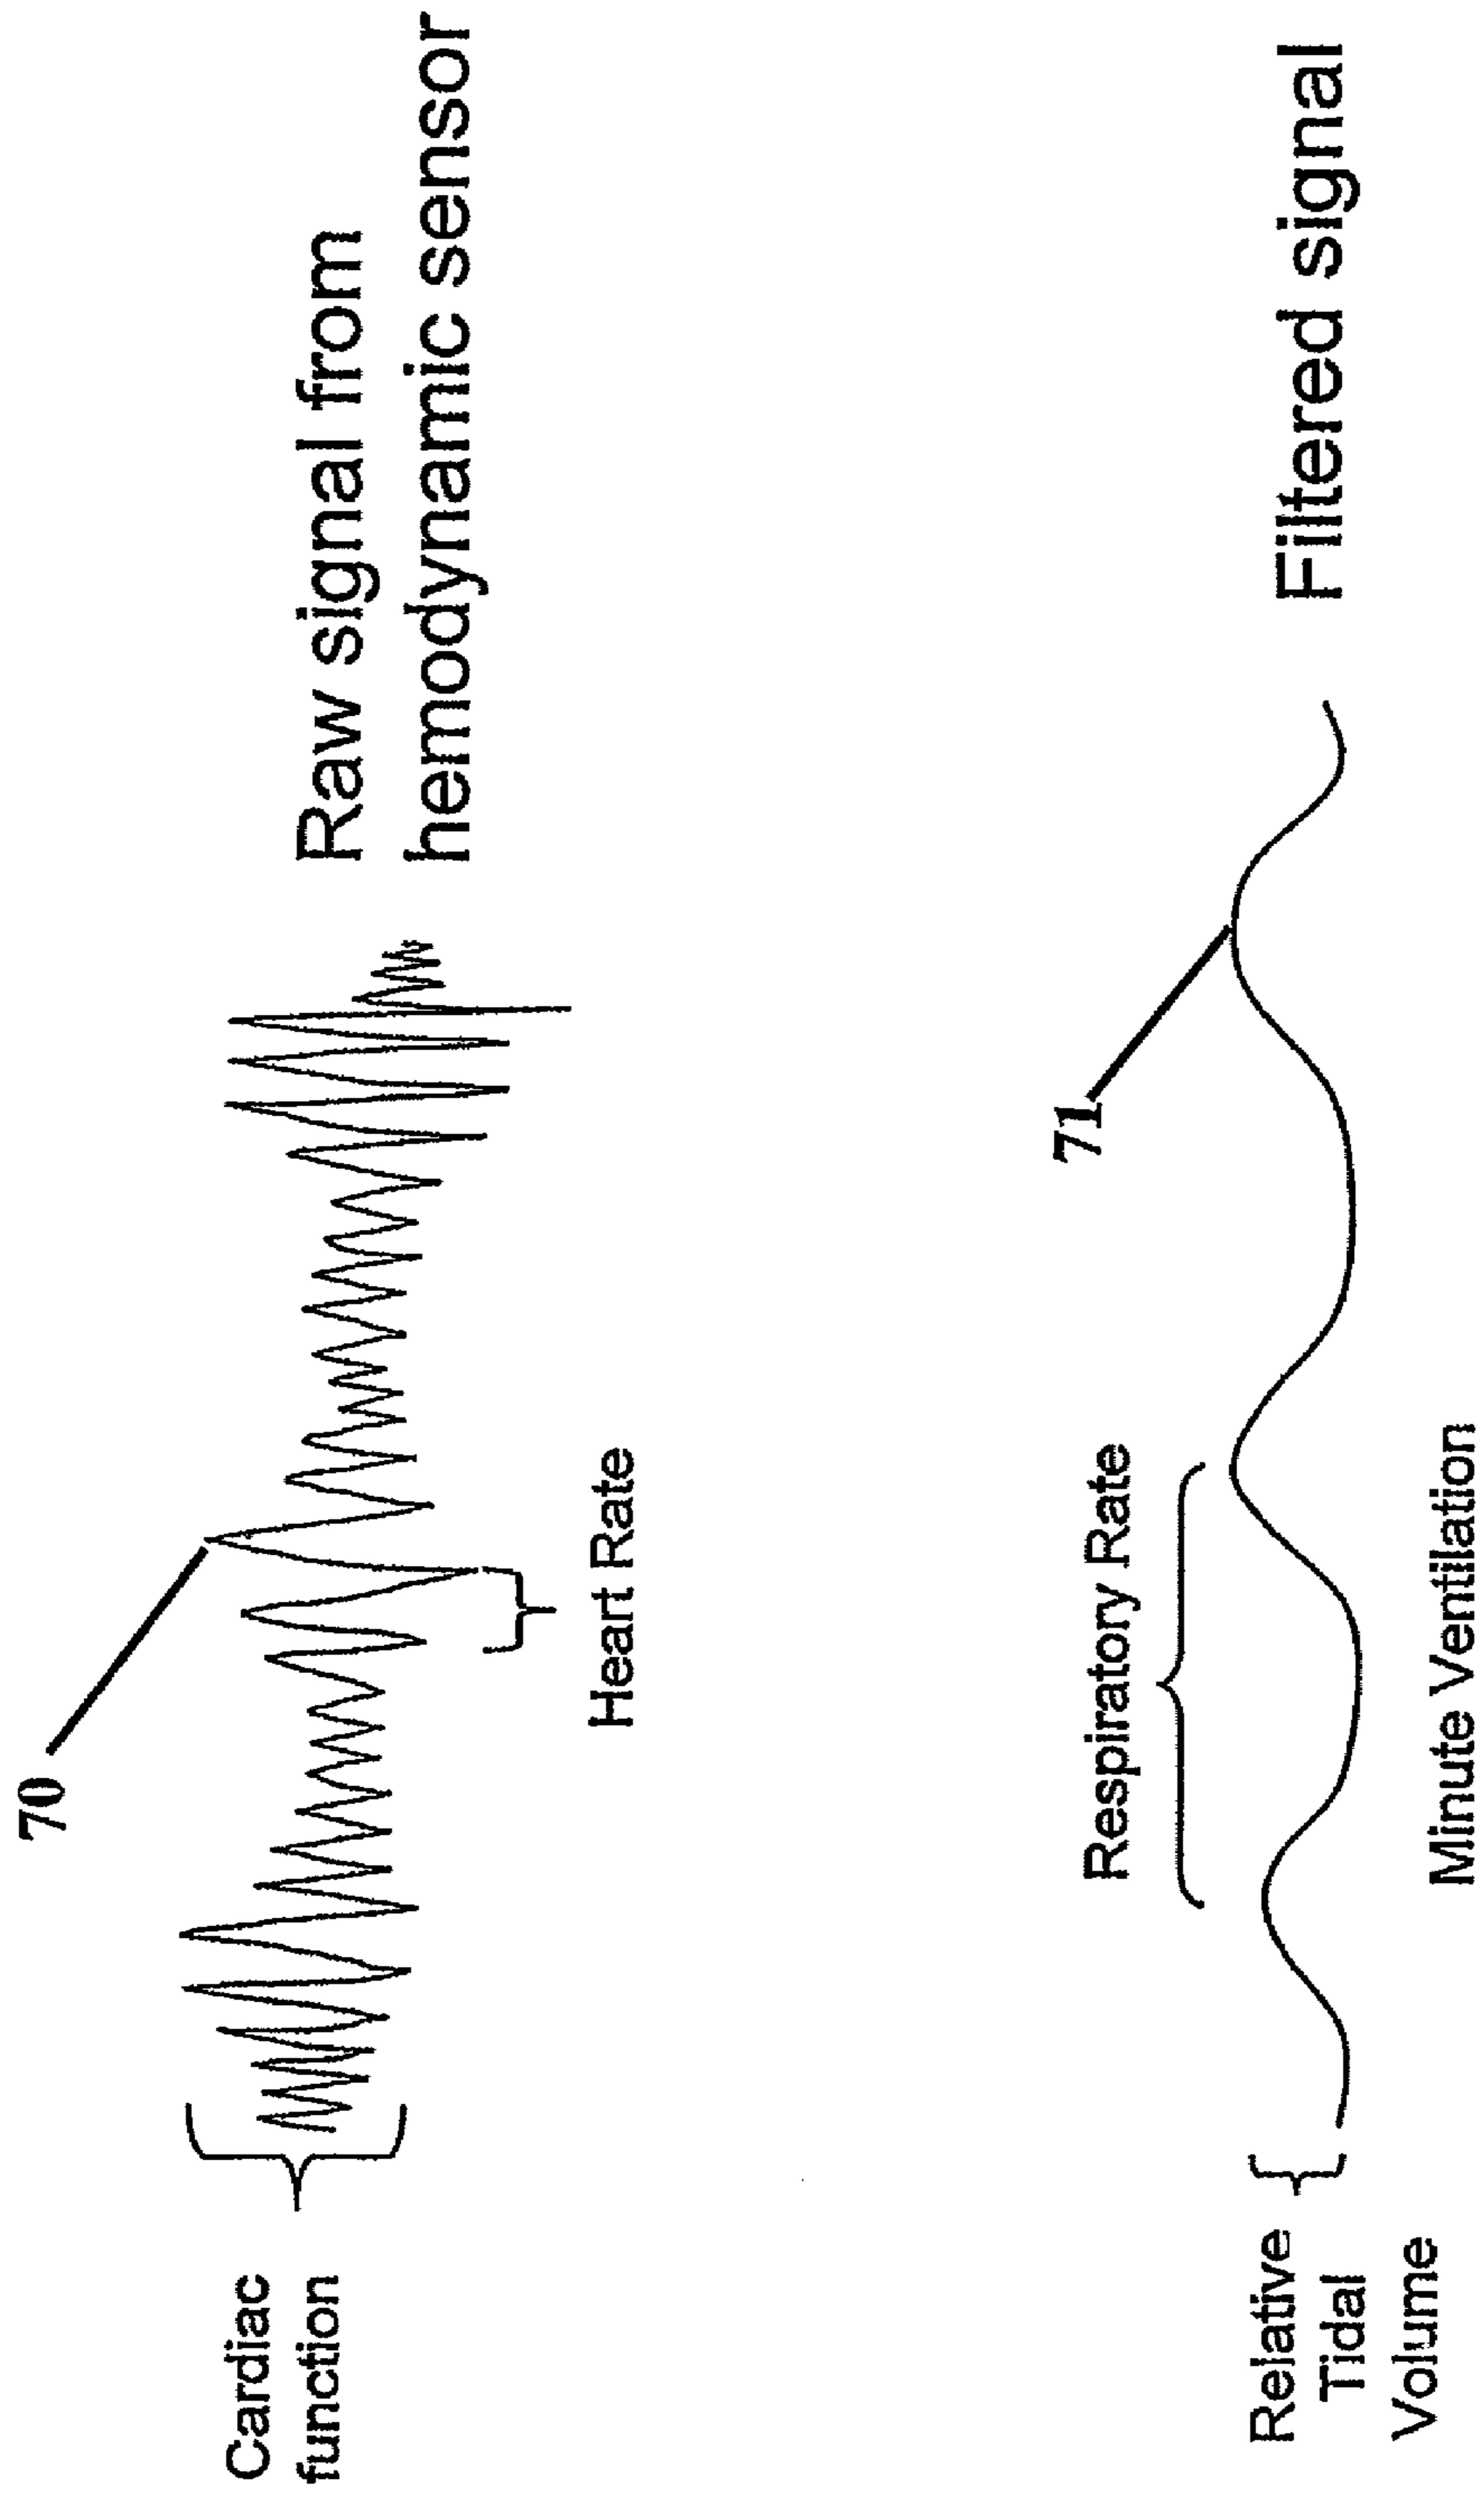 70
Cardiac
function
Raw signal from
hemodynamic sensor
Heart Rate
71
Respiratory Rate
Relative
Tidal
Volume
Filtered signal
Minute Ventilation